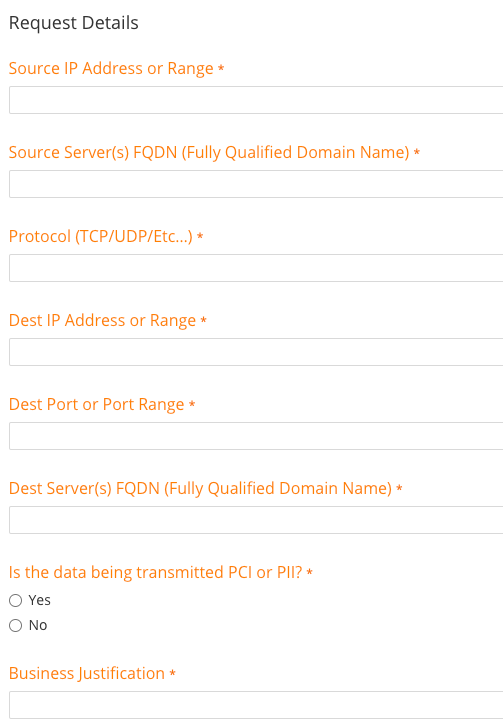 Request Details
Source IP Address or Range *
Source Server(s) FQDN (Fully Qualified Domain Name) *
Protocol (TCP/UDP/Etc...) *
Dest IP Address or Range *
Dest Port or Port Range *
Dest Server(s) FQDN (Fully Qualified Domain Name) *
Is the data being transmitted PCI or PII? *
Yes
No
Business Justification *